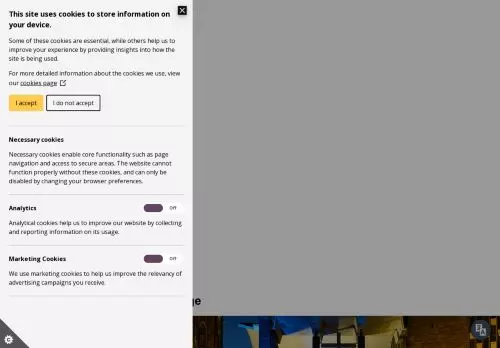 This site uses cookies to store information on
your device.
Some of these cookies are essential, while others help us to
improve your experience by providing insights into how the
site is being used.
For more detailed information about the cookies we use, view
our cookies page
I accept
I do not accept
Necessary cookies
Necessary cookies enable core functionality such as page
navigation and access to secure areas. The website cannot
function properly without these cookies, and can only be
disabled by changing your browser preferences.
Analytics
Off
Analytical cookies help us to improve our website by collecting
and reporting information on its usage.
Marketing Cookies
Off
We use marketing cookies to help us improve the relevancy of
advertising campaigns you receive.